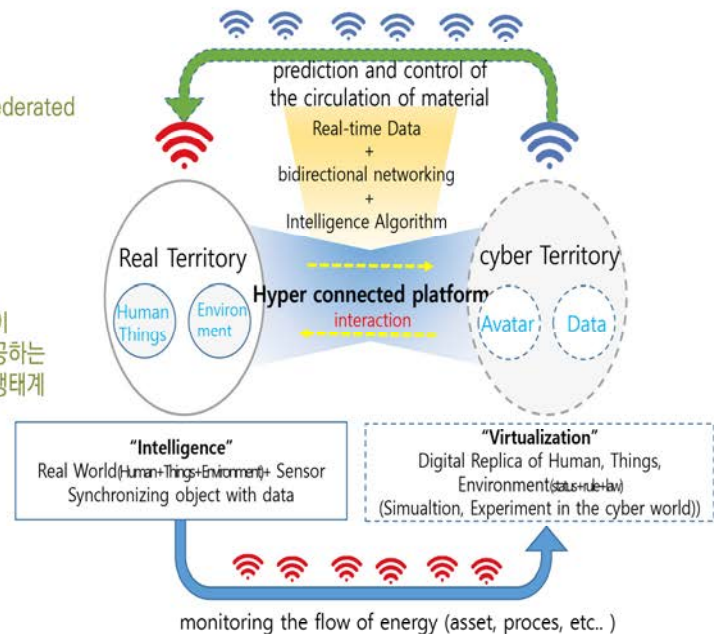 prediction and control of
the circulation of material
ederated
Real-time Data
+
bidirectional networking
+
Intelligence Algorithm
Real Territory
cyber Territory
Human
Things
Environ
ment
Hyper connected platform
interaction
Avatar
Data
이
공하는
생태계
"Intelligence"
Real World(Human+Things+Environment)+ Sensor
Synchronizing object with data
"Virtualization"
Digital Replica of Human, Things,
Environment(status+rule+law)
(Simualtion, Experiment in the cyber world))
monitoring the flow of energy (asset, proces, etc.. )